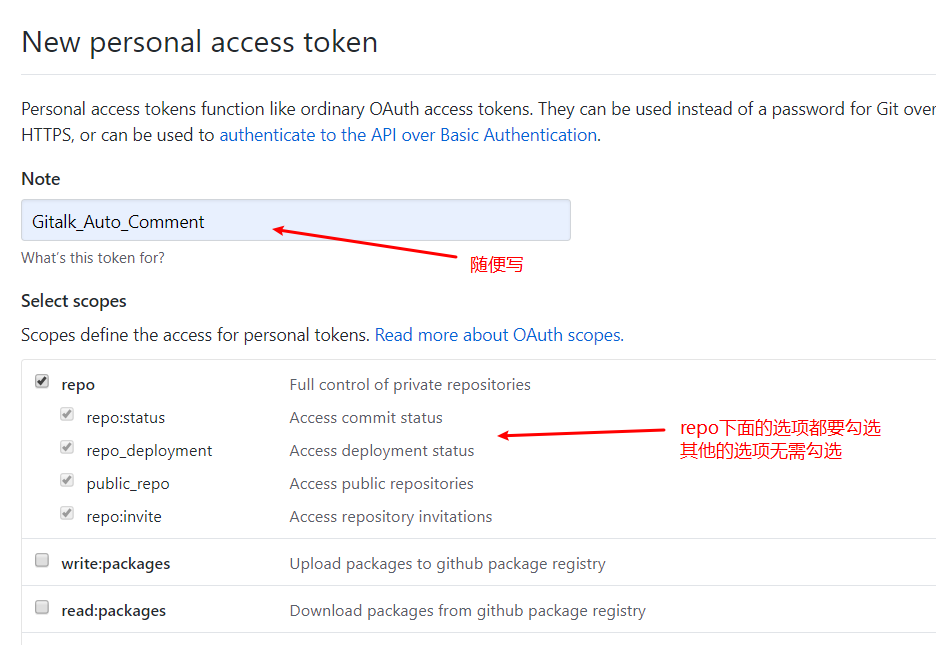 New personal access token
Personal access tokens function like ordinary OAuth access tokens. They can be used instead of a password for Git over
HTTPS, or can be used to authenticate to the API over Basic Authentication.
Note
Gitalk_Auto_Comment
What's this token for?
随便写
Select scopes
Scopes define the access for personal tokens. Read more about OAuth scopes.
repo Full control of private repositories
repo:status Access commit status
repo_deployment Access deployment status
public_repo Access public repositories
repo:invite Access repository invitations
repo下面的选项都要勾选
其他的选项无需勾选
write:packages Upload packages to github package registry
read:packages Download packages from github package registry